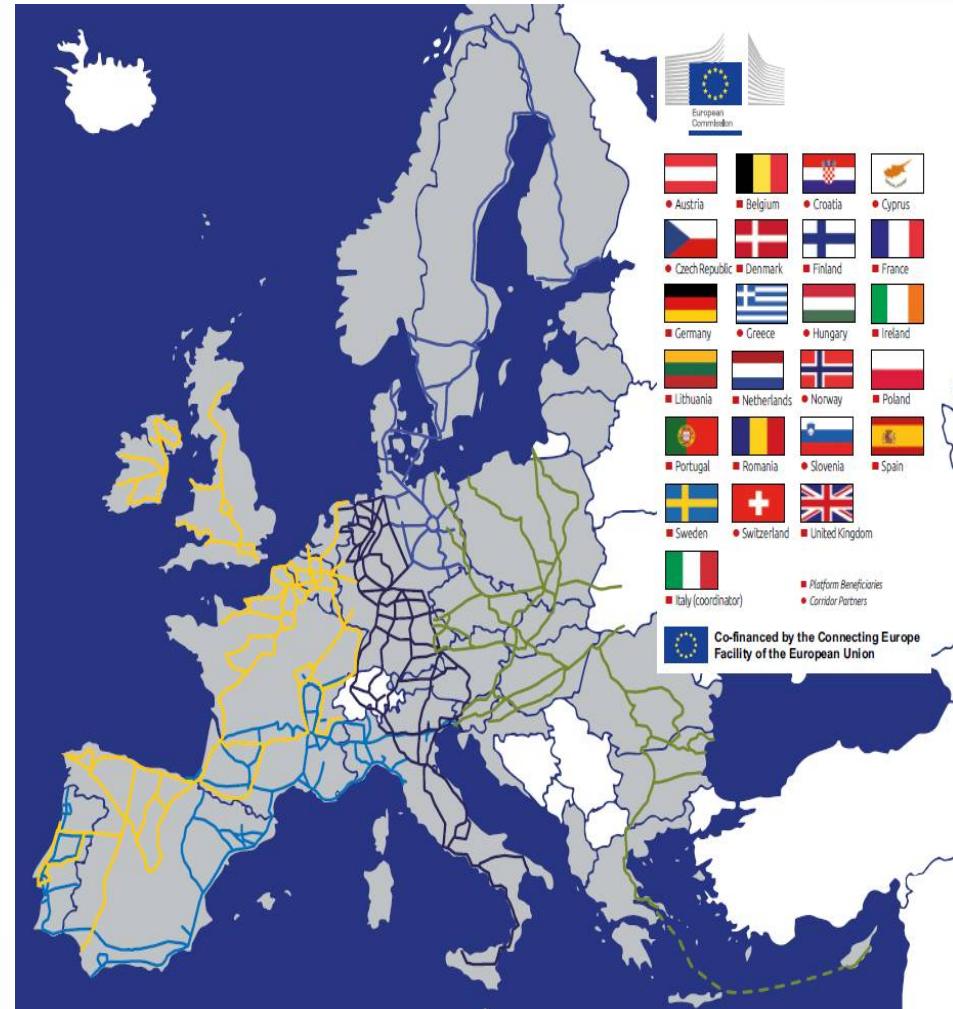 European
Commission
Austria
Belgium
Croatia
Cyprus
Czech Republic
Denmark
Finland
France
Germany
Greece
Hungary
Ireland
Lithuania
Netherlands
Norway
Poland
Portugal
Romania
Slovenia
Spain
Sweden
Switzerland
United Kingdom
Italy (coordinator)
Platform Beneficiaries
Corridor Partners
Co-financed by the Connecting Europe
Facility of the European Union